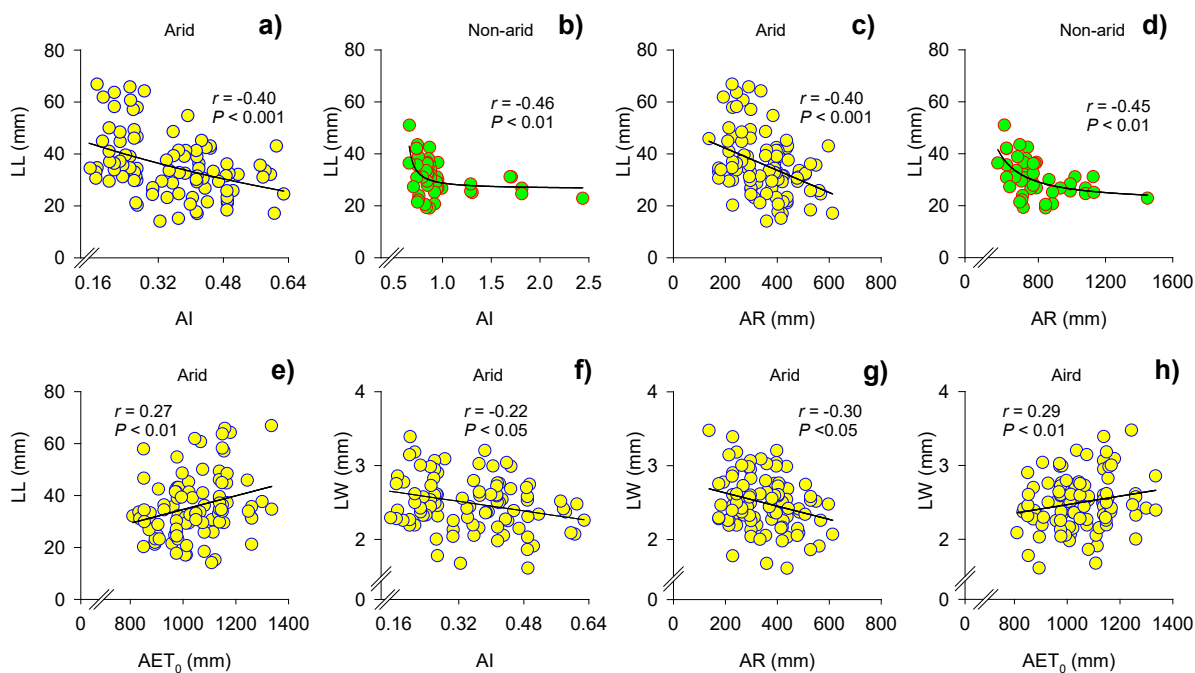 Arid a)
80
60
40
20
0
LL (mm)
r = -0.40
P < 0.001
0.16 0.32 0.48 0.64
AI
Non-arid b)
80
60
40
20
0
LL (mm)
r = -0.46
P < 0.01
0.5 1.0 1.5 2.0 2.5
AI
Arid c)
80
60
40
20
0
LL (mm)
r = -0.40
P < 0.001
0 200 400 600 800
AR (mm)
Non-arid d)
80
60
40
20
0
LL (mm)
r = -0.45
P < 0.01
0 800 1200 1600
AR (mm)
Arid e)
80
60
40
20
0
LL (mm)
r = 0.27
P < 0.01
0 800 1000 1200 1400
AET₀ (mm)
Arid f)
4
3
2
0
LW (mm)
r = -0.22
P < 0.05
0.16 0.32 0.48 0.64
AI
Arid g)
4
3
2
0
LW (mm)
r = -0.30
P <0.05
0 200 400 600 800
AR (mm)
Aird h)
4
3
2
0
LW (mm)
r = 0.29
P < 0.01
0 800 1000 1200 1400
AET₀ (mm)